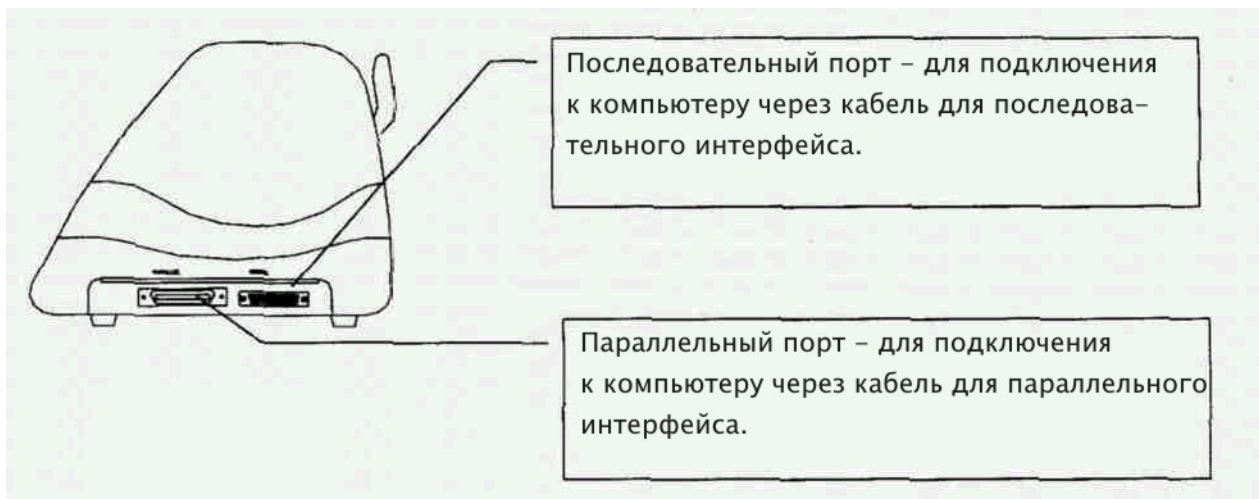 Последовательный порт – для подключения
к компьютеру через кабель для последова-
тельного интерфейса.
Параллельный порт – для подключения
к компьютеру через кабель для параллельного
интерфейса.